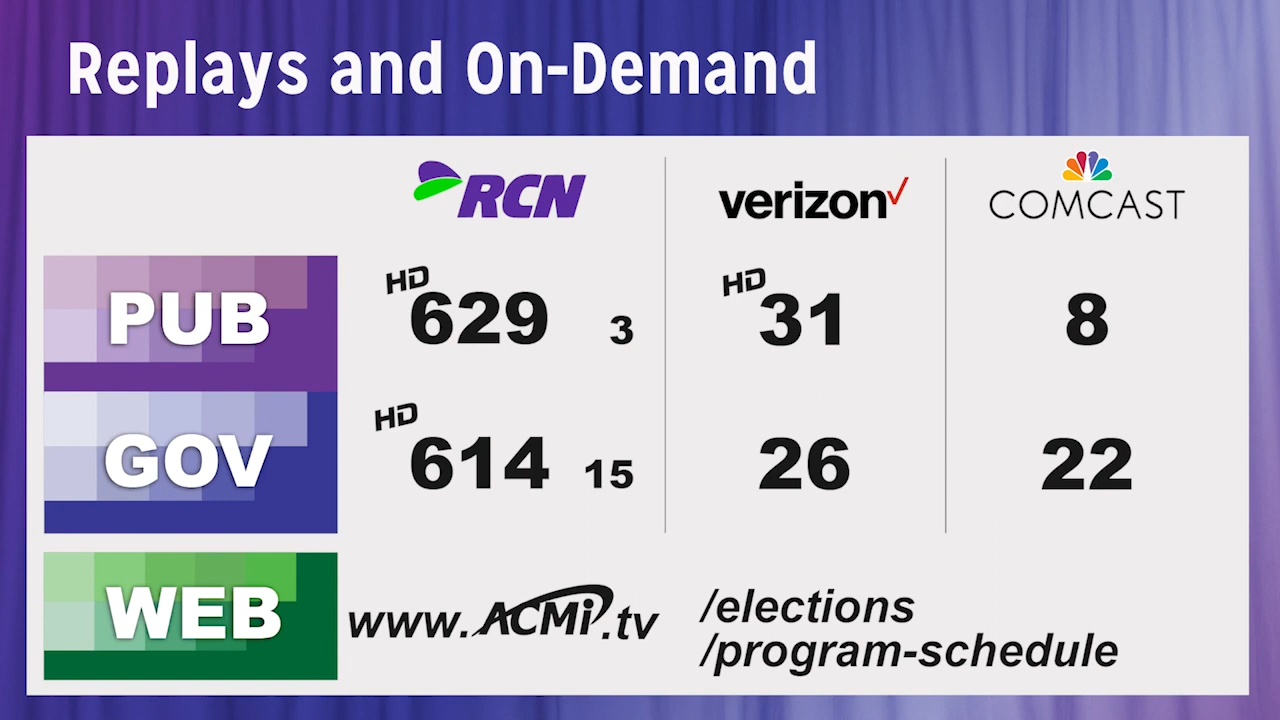 Replays and On-Demand
RCN verizon COMCAST
PUB HD 629 3 HD 31 8
GOV HD 614 15 26 22
WEB www.ACMi.tv /elections
/program-schedule